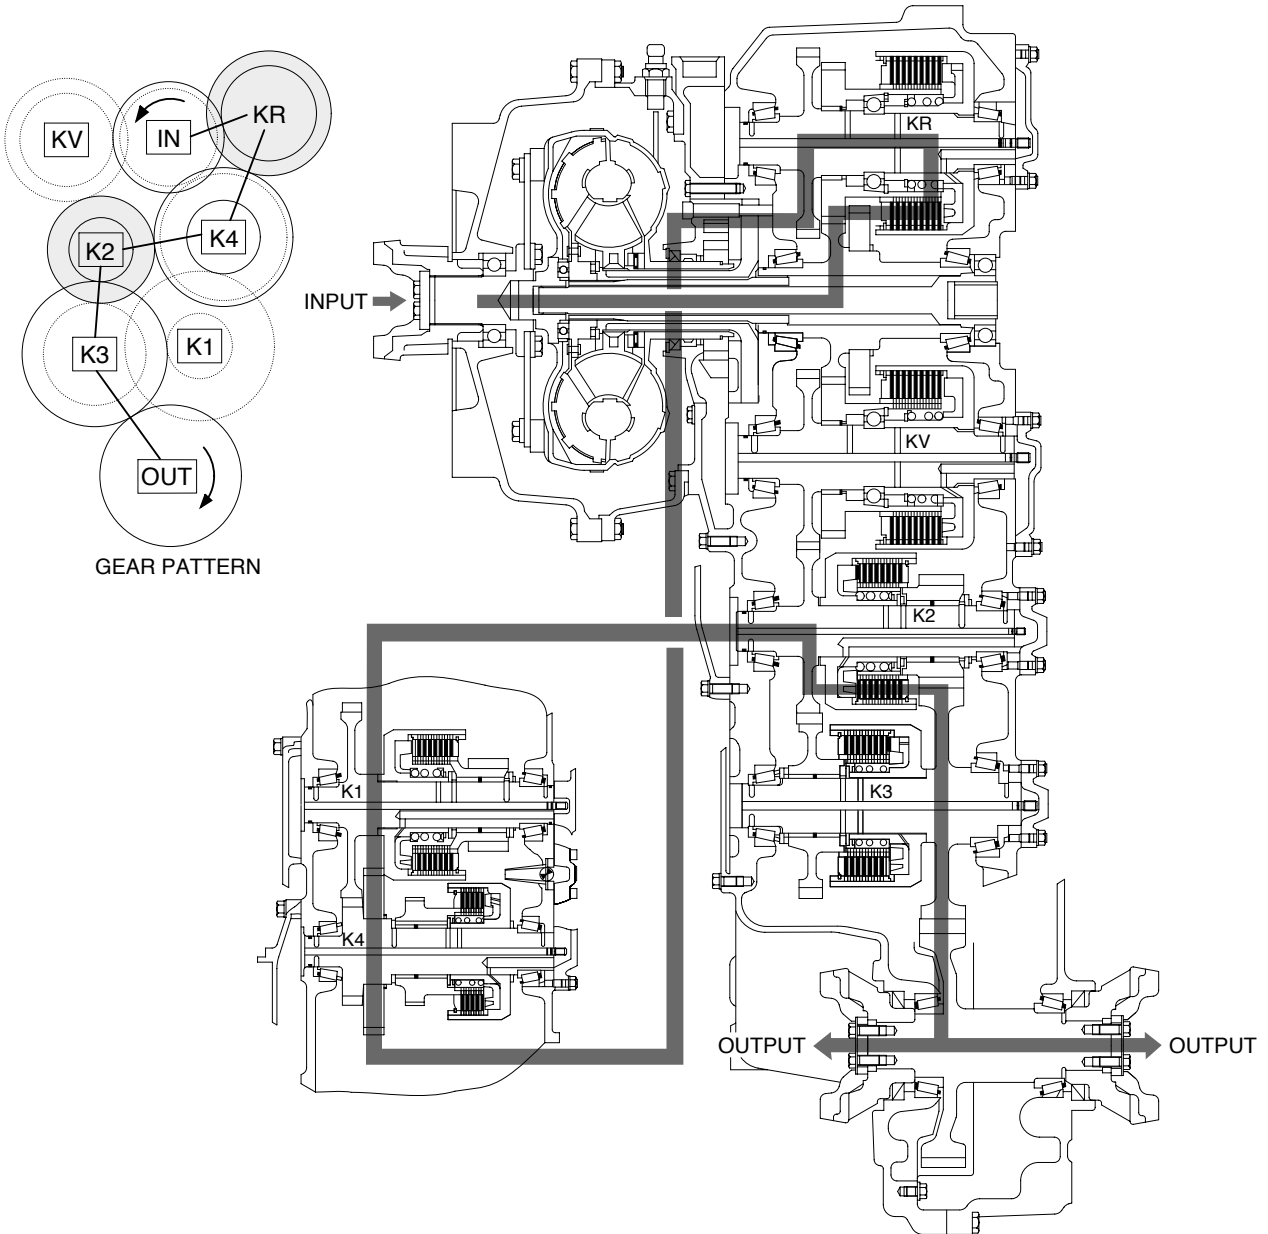 KV
IN
KR
K2
K4
K3
K1
OUT
GEAR PATTERN
INPUT
KR
KV
K2
K1
K3
K4
OUTPUT
OUTPUT